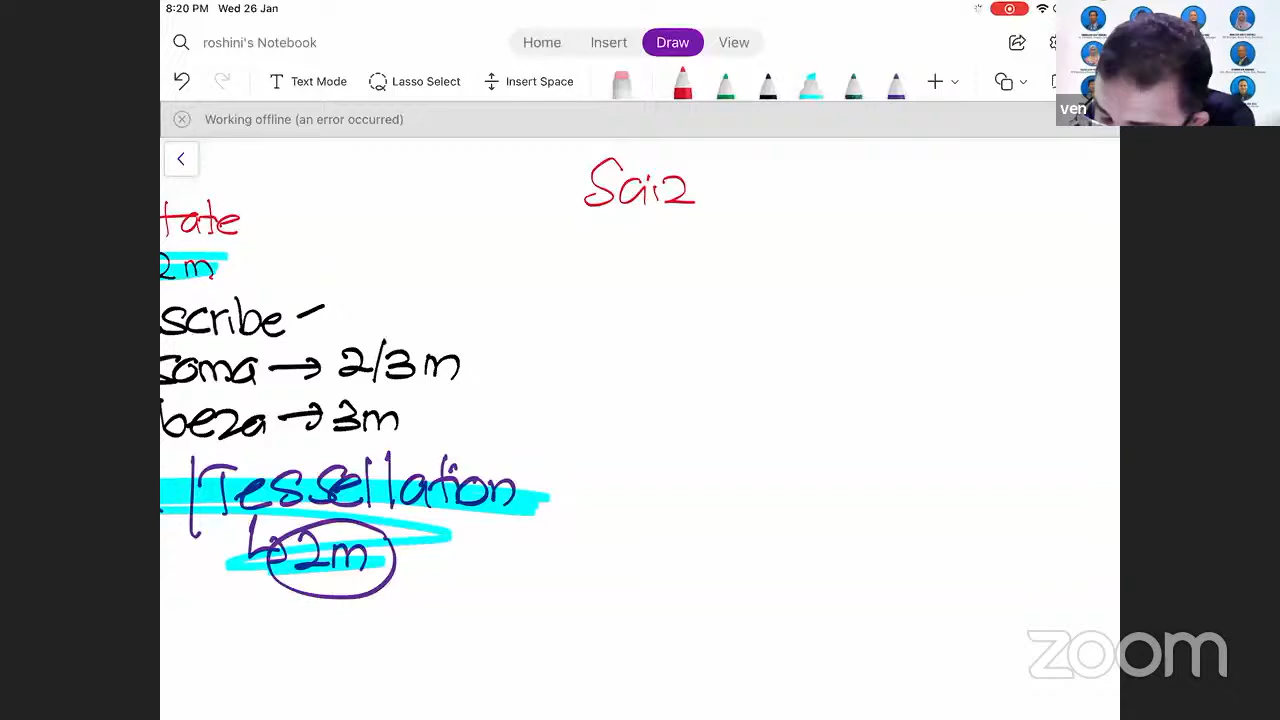 8:20 PM Wed 26 Jan
roshini's Notebook
Home Insert Draw View
Text Mode Lasso Select Insert Space
Working offline (an error occurred)
ven
Saiz
tate
2m
scribe –
sama → 2/3m
beza → 3m
Tessellation
↳ 2m
zoom